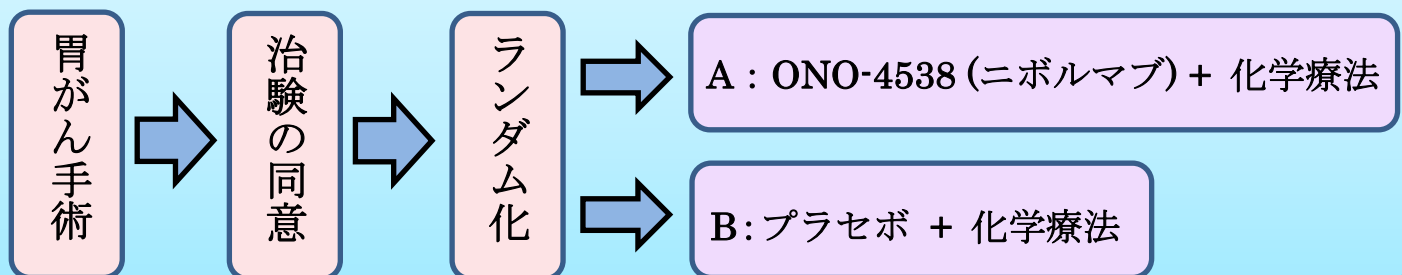 胃がん手術
治験の同意
ランダム化
A：ONO-4538 (ニボルマブ) + 化学療法
B：プラセボ + 化学療法